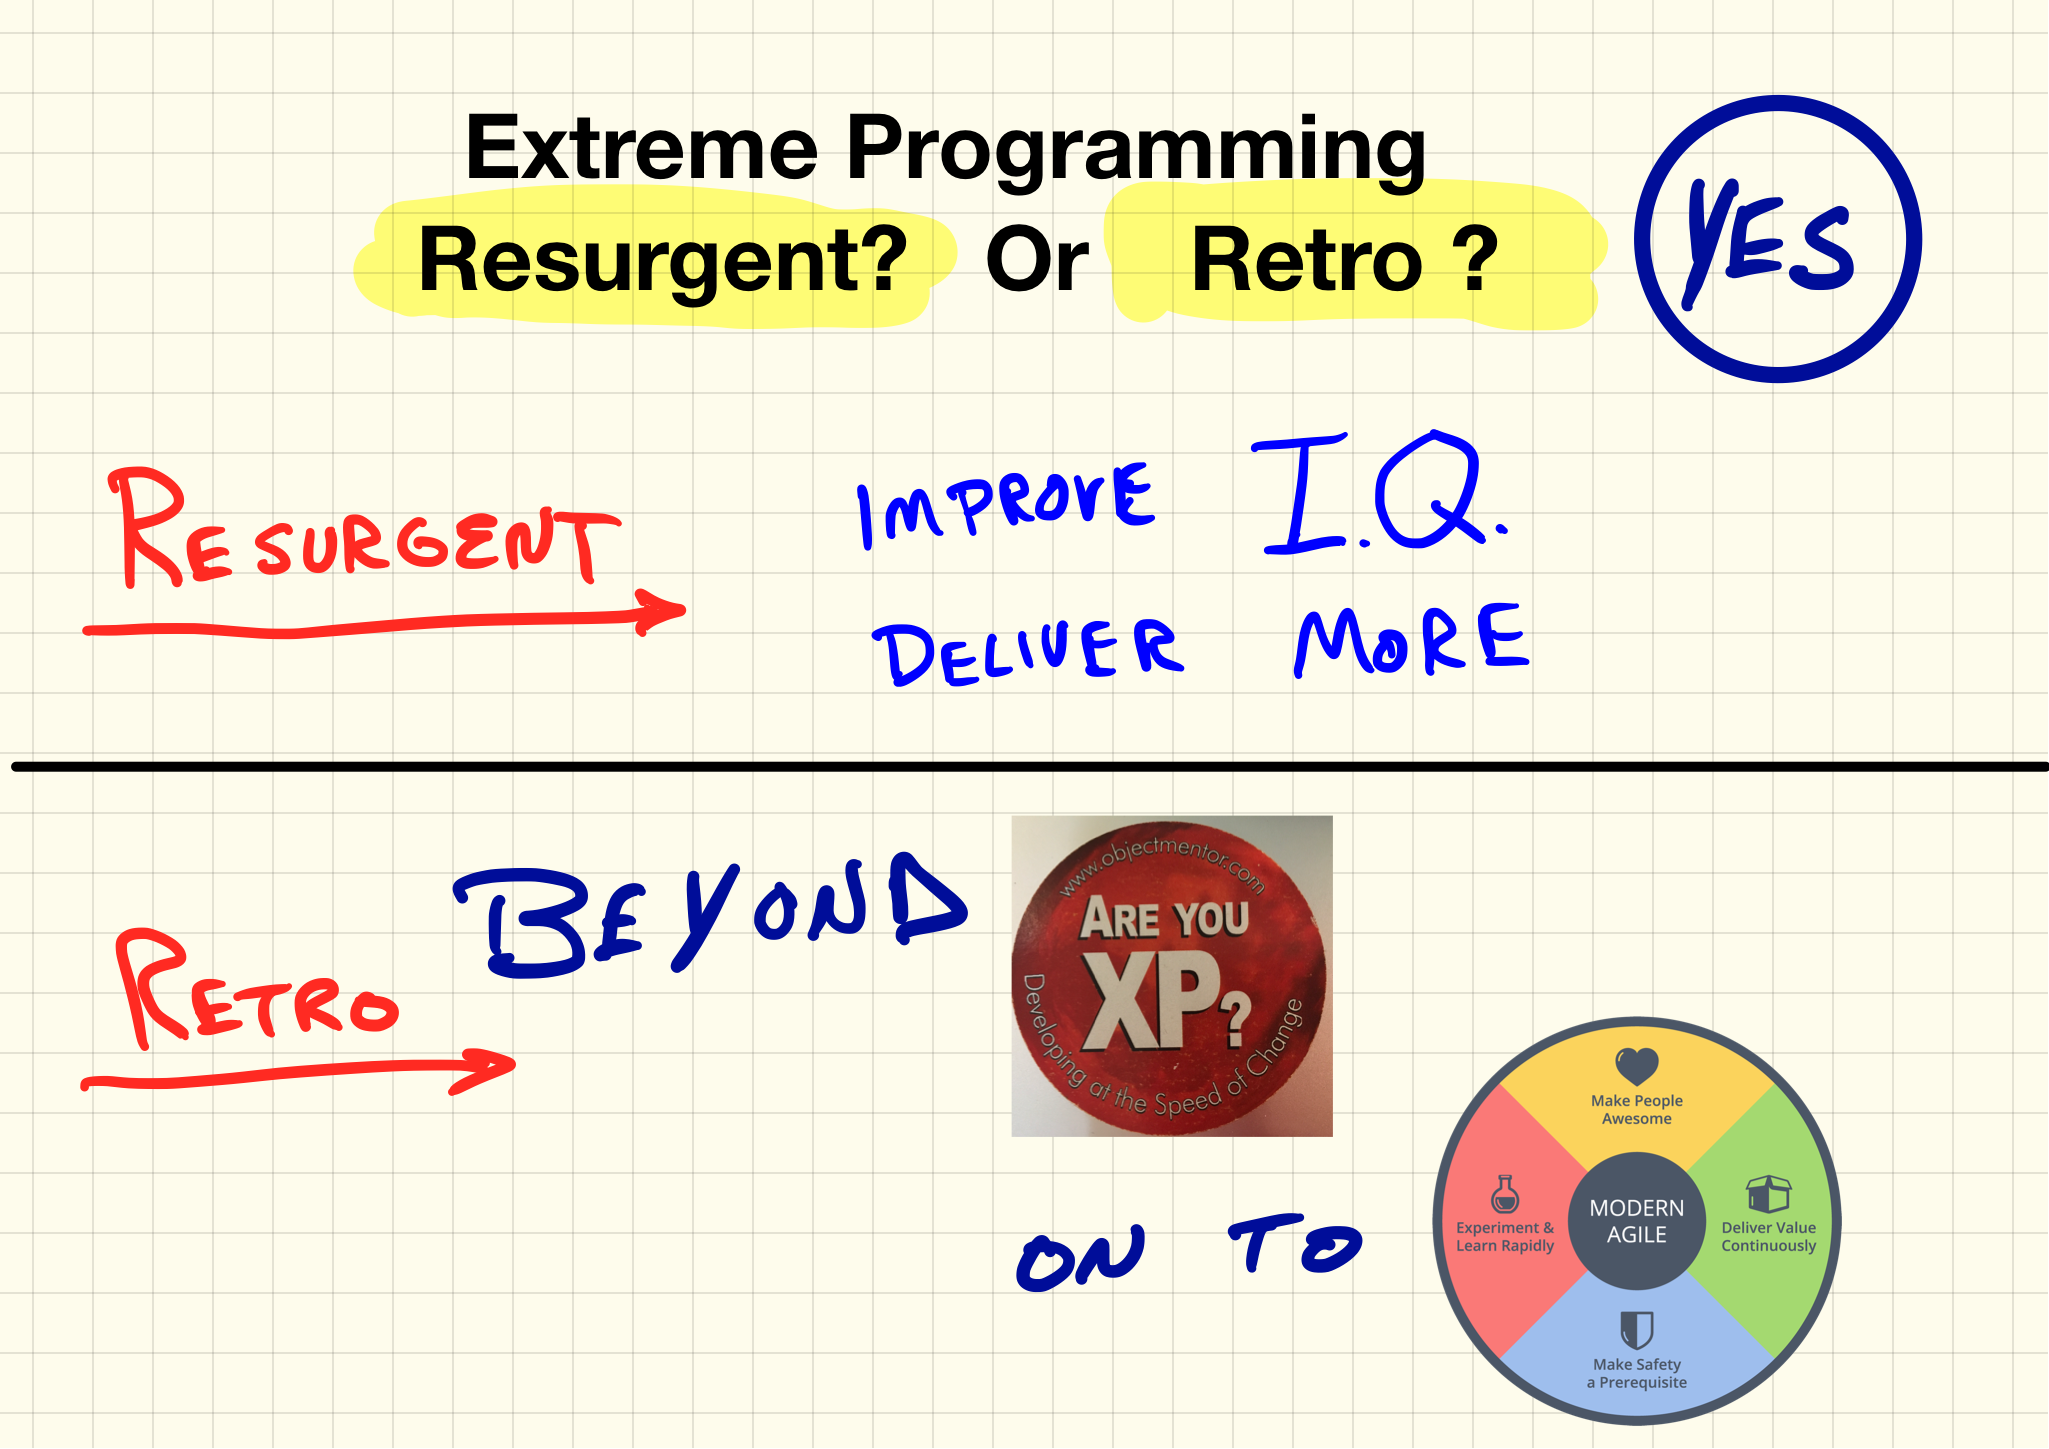 Extreme Programming
Resurgent? Or Retro ?
YES
RESURGENT
IMPROVE I.Q.
DELIVER MORE
RETRO
BEYOND
www.objectmentor.com
ARE YOU
XP?
Developing at the Speed of Change
ON TO
Make People
Awesome
Experiment &
Learn Rapidly
MODERN
AGILE
Deliver Value
Continuously
Make Safety
a Prerequisite